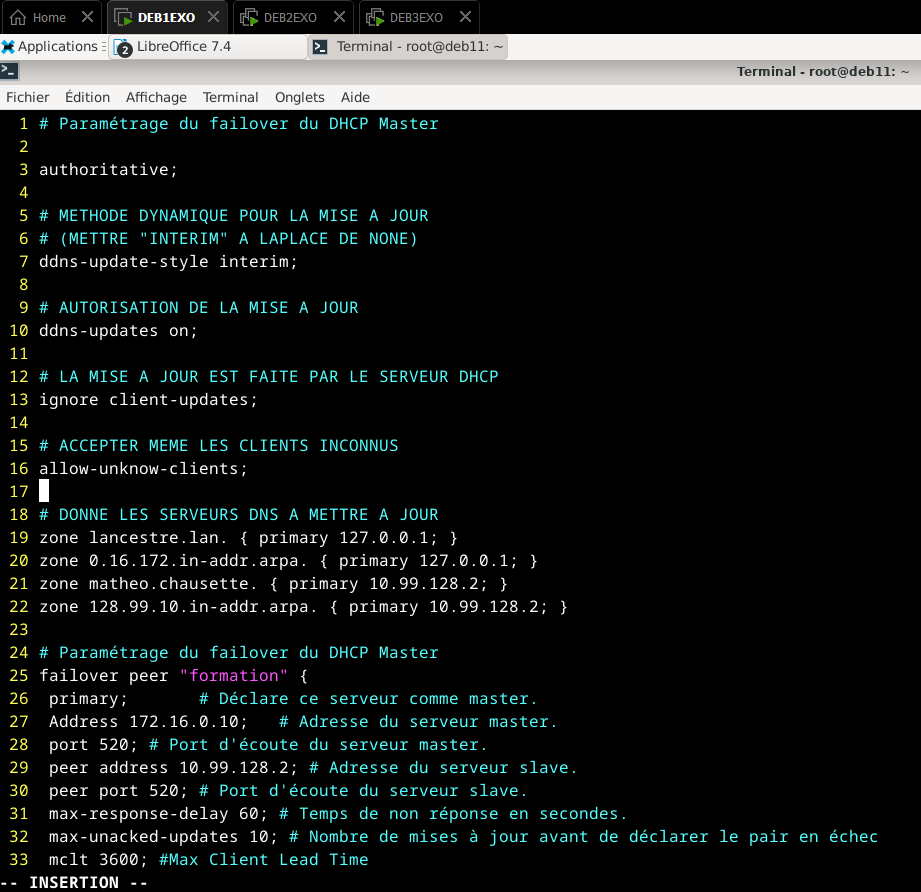 Home
DEB1EXO
DEB2EXO
DEB3EXO
Applications
2 LibreOffice 7.4
Terminal - root@deb11: ~
Terminal - root@deb11: ~
Fichier Édition Affichage Terminal Onglets Aide
1 # Paramétrage du failover du DHCP Master
2
3 authoritative;
4
5 # METHODE DYNAMIQUE POUR LA MISE A JOUR
6 # (METTRE "INTERIM" A LAPLACE DE NONE)
7 ddns-update-style interim;
8
9 # AUTORISATION DE LA MISE A JOUR
10 ddns-updates on;
11
12 # LA MISE A JOUR EST FAITE PAR LE SERVEUR DHCP
13 ignore client-updates;
14
15 # ACCEPTER MEME LES CLIENTS INCONNUS
16 allow-unknow-clients;
17
18 # DONNE LES SERVEURS DNS A METTRE A JOUR
19 zone lancestre.lan. { primary 127.0.0.1; }
20 zone 0.16.172.in-addr.arpa. { primary 127.0.0.1; }
21 zone matheo.chausette. { primary 10.99.128.2; }
22 zone 128.99.10.in-addr.arpa. { primary 10.99.128.2; }
23
24 # Paramétrage du failover du DHCP Master
25 failover peer "formation" {
26 primary; # Déclare ce serveur comme master.
27 Address 172.16.0.10; # Adresse du serveur master.
28 port 520; # Port d'écoute du serveur master.
29 peer address 10.99.128.2; # Adresse du serveur slave.
30 peer port 520; # Port d'écoute du serveur slave.
31 max-response-delay 60; # Temps de non réponse en secondes.
32 max-unacked-updates 10; # Nombre de mises à jour avant de déclarer le pair en échec
33 mclt 3600; #Max Client Lead Time
-- INSERTION --